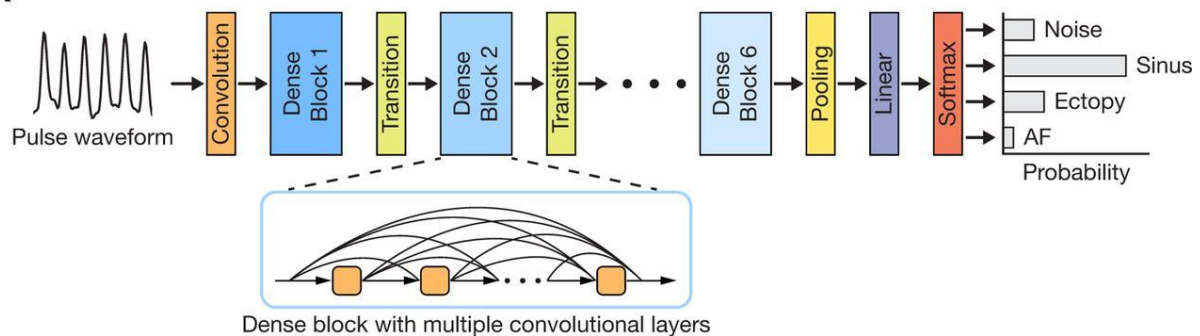 Pulse waveform
Convolution
Dense
Block 1
Transition
Dense
Block 2
Transition
Dense
Block 6
Pooling
Linear
Softmax
Noise
Sinus
Ectopy
AF
Probability
Dense block with multiple convolutional layers